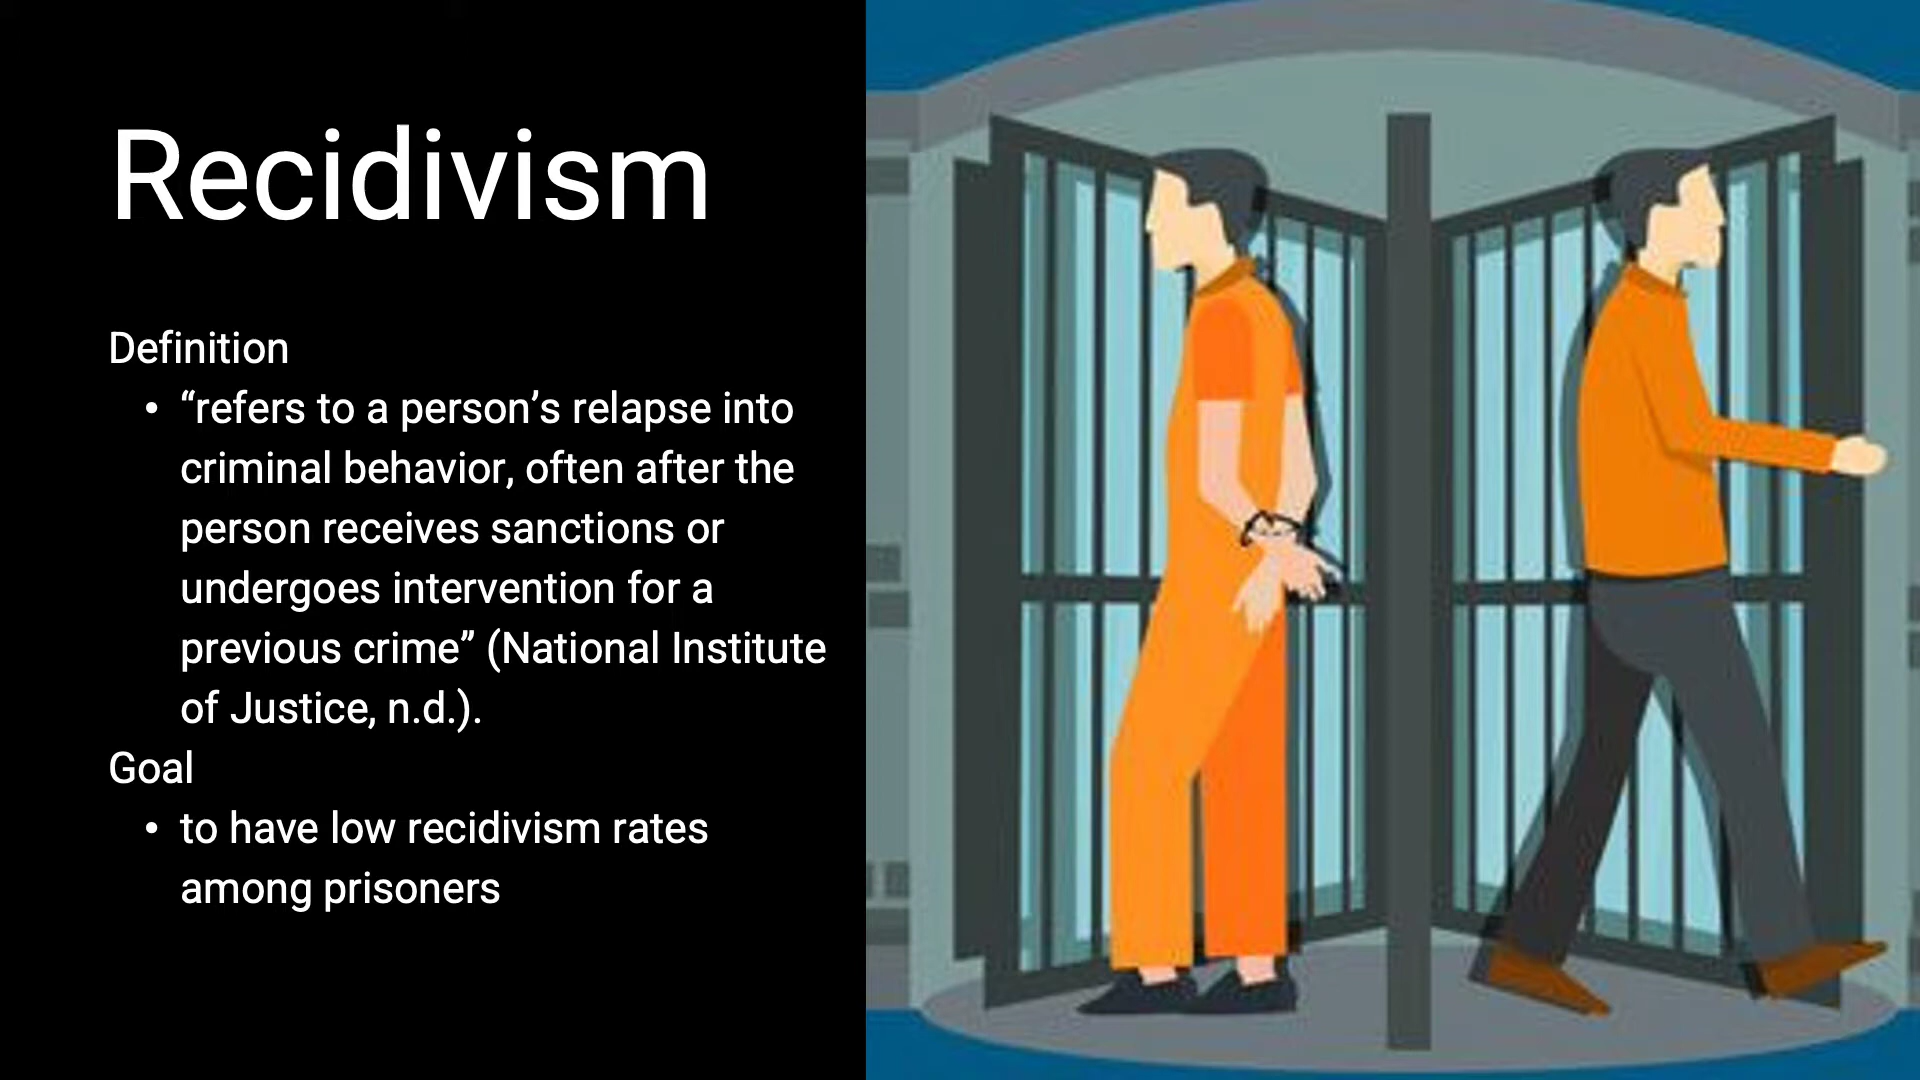 Recidivism
Definition
• “refers to a person’s relapse into
criminal behavior, often after the
person receives sanctions or
undergoes intervention for a
previous crime” (National Institute
of Justice, n.d.).
Goal
• to have low recidivism rates
among prisoners